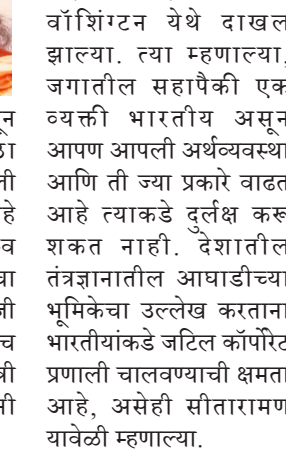 वॉशिंग्टन येथे दाखल
झाल्या. त्या म्हणाल्या,
जगातील सहापैकी एक
व्यक्ती भारतीय असून
आपण आपली अर्थव्यवस्था
आणि ती ज्या प्रकारे वाढत
आहे त्याकडे दुर्लक्ष करू
शकत नाही. देशातील
तंत्रज्ञानातील आघाडीच्या
भूमिकेचा उल्लेख करताना
भारतीयांकडे जटिल कॉर्पोरेट
प्रणाली चालवण्याची क्षमता
आहे, असेही सीतारामण
यावेळी म्हणाल्या.